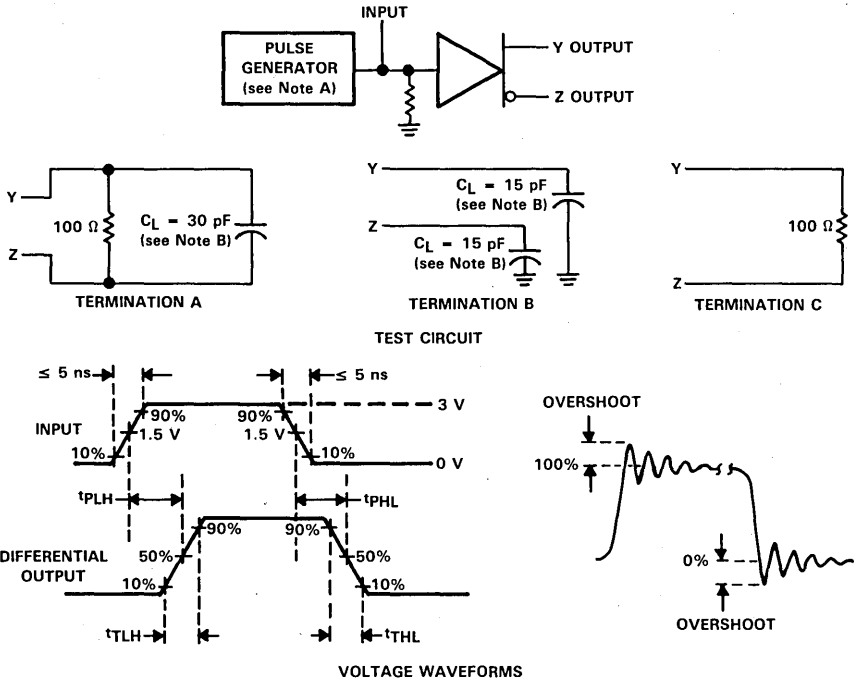 INPUT
PULSE
GENERATOR
(see Note A)
Y OUTPUT
Z OUTPUT
Y
Z
100 Ω
CL = 30 pF
(see Note B)
TERMINATION A
Y
CL = 15 pF
(see Note B)
Z
CL = 15 pF
(see Note B)
TERMINATION B
Y
100 Ω
Z
TERMINATION C
TEST CIRCUIT
≤ 5 ns
≤ 5 ns
INPUT
90%
90%
3 V
1.5 V
1.5 V
10%
10%
0 V
tPLH
tPHL
DIFFERENTIAL
OUTPUT
90%
90%
50%
50%
10%
10%
tTLH
tTHL
OVERSHOOT
100%
0%
OVERSHOOT
VOLTAGE WAVEFORMS